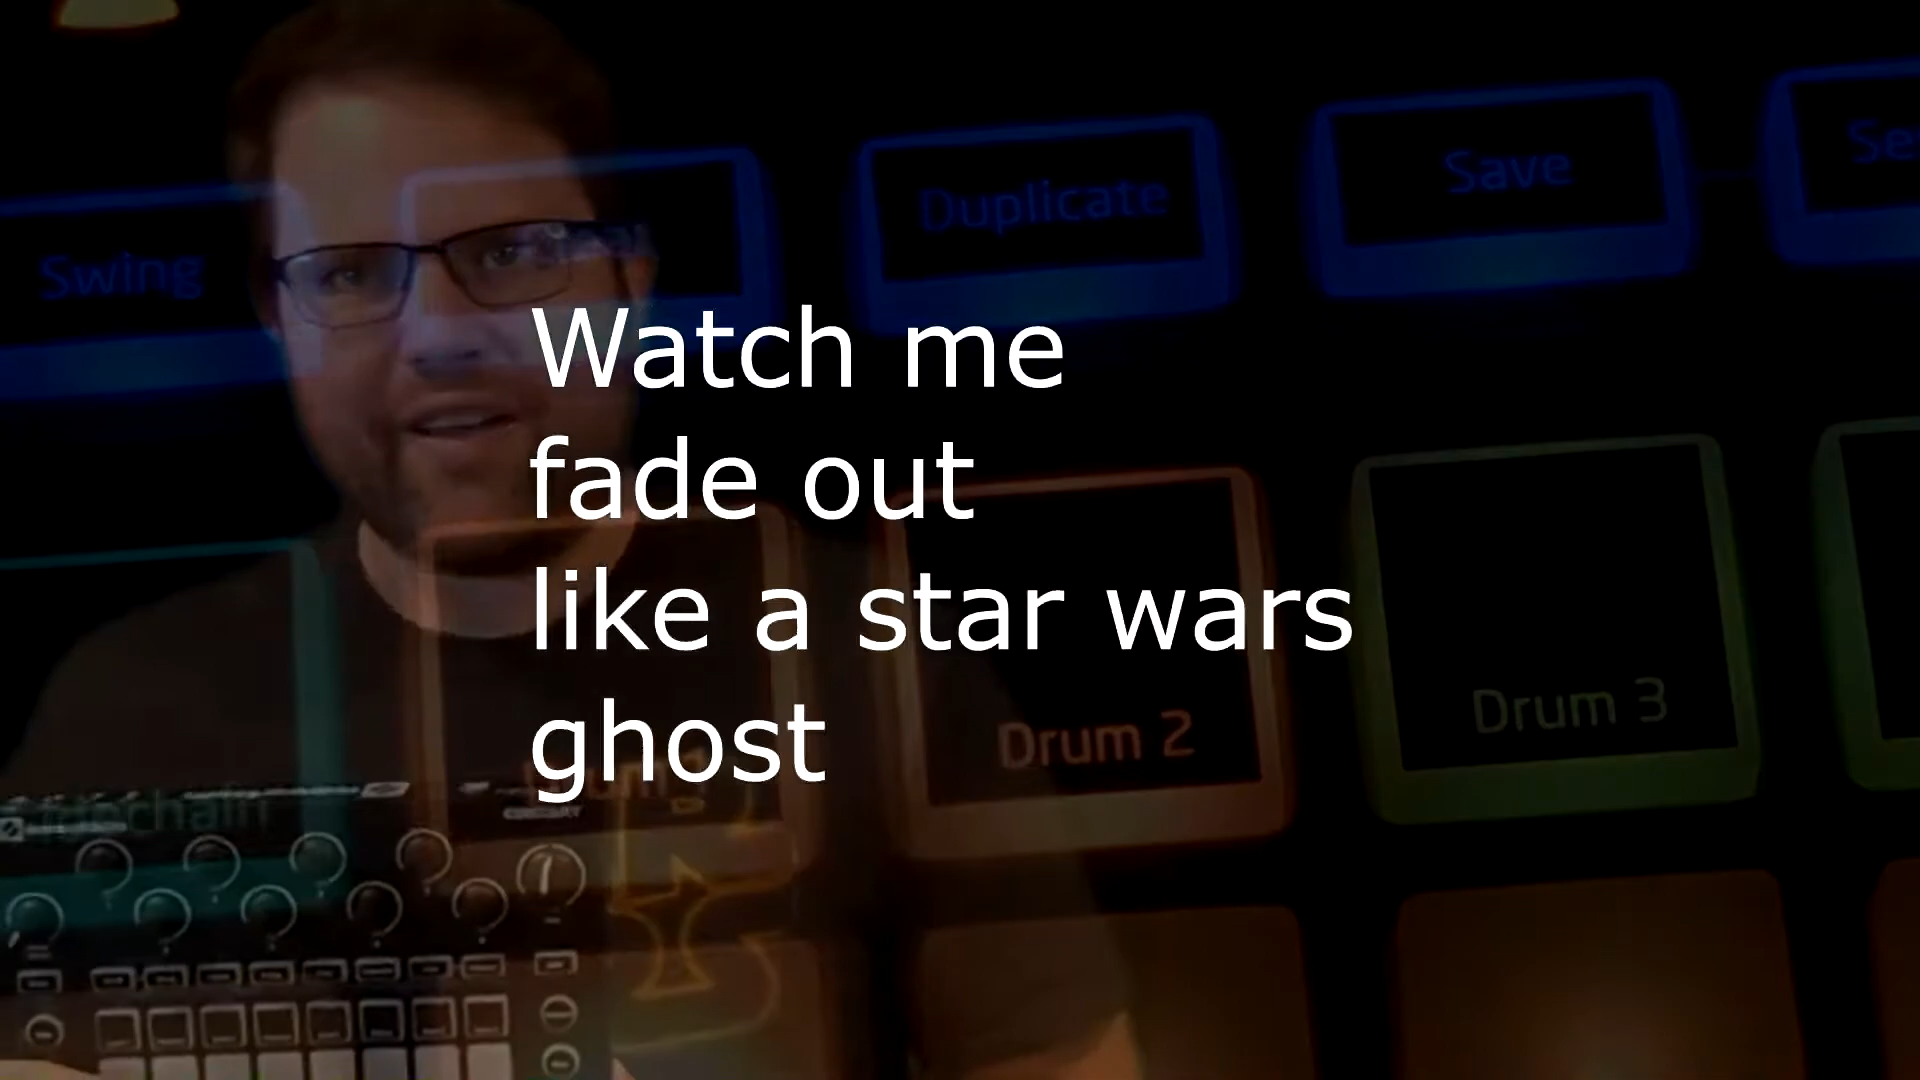 Swing
Duplicate
Save
Watch me
fade out
like a star wars
ghost
Drum 2
Drum 3